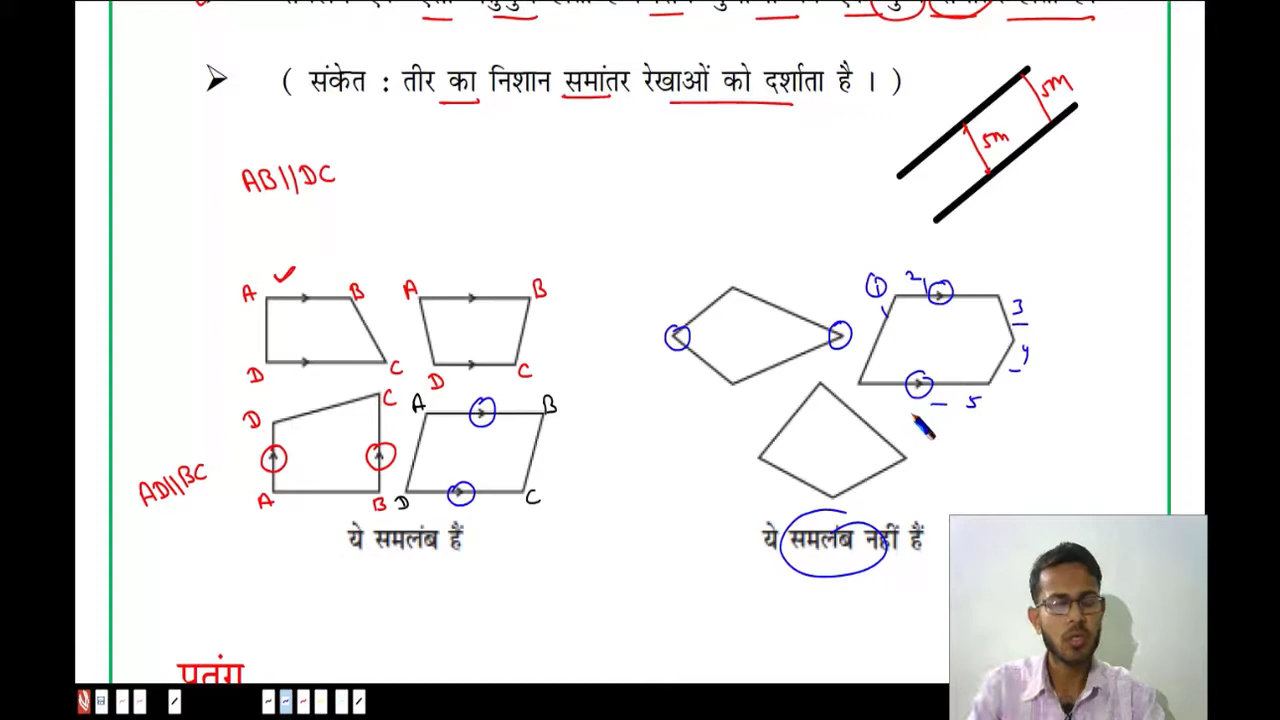 ( संकेत : तीर का निशान समांतर रेखाओं को दर्शाता है । )
5m
5m
AB//DC
A B
D C
A B
D C
1 2
3
4
5
D C
A B
A B
D C
AD//BC
ये समलंब हैं
ये समलंब नहीं हैं
पतंग